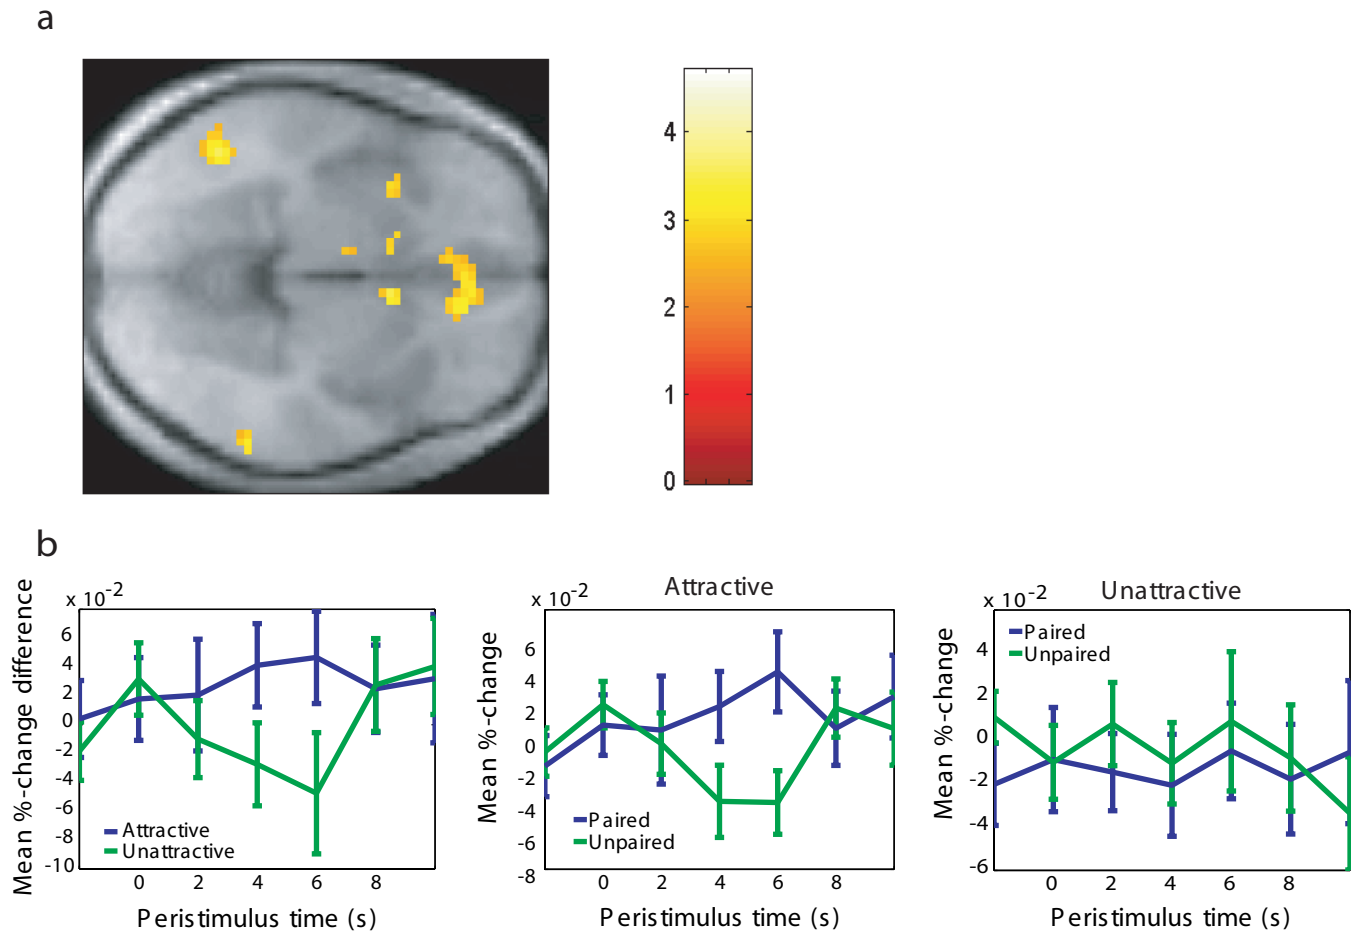 a
4
3
2
1
0
b
x 10-2
Mean %-change difference
6
4
2
0
-2
-4
-6
-8
-10
Attractive
Unattractive
0 2 4 6 8
Peristimulus time (s)
Attractive
x 10-2
Mean %-change
6
4
2
0
-2
-4
-6
-8
Paired
Unpaired
0 2 4 6 8
Peristimulus time (s)
Unattractive
x 10-2
Mean %-change
4
2
0
-2
-4
-6
Paired
Unpaired
0 2 4 6 8
Peristimulus time (s)